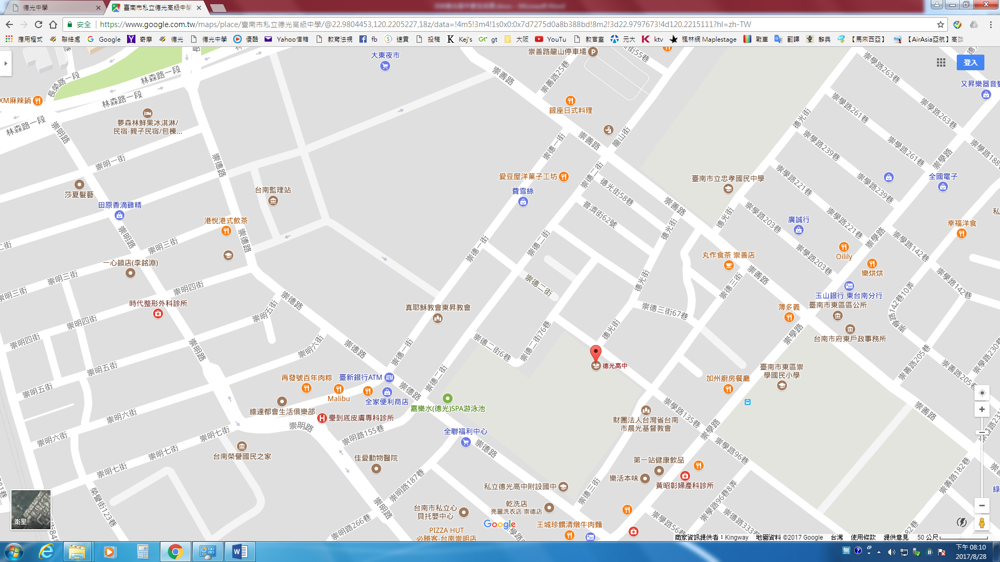 德光中學
臺南市私立德光高級中學
安全
https://www.google.com.tw/maps/place/臺南市私立德光高級中學/@22.9804453,120.2205227,18z/data=!4m5!3m4!1s0x0:0x7d7275d0a8b388bd!8m2!3d22.9797673!4d120.2215111?hl=zh-TW
應用程式 聯絡處 Google 奇摩 德光 德光中學 優酷 Yahoo信箱 教育法規 fb 速賣 投稿 Kej's gt 大阪 YouTu 教官室 元大 ktv 楓林網 Maplestage 戰車 翻譯 辭典 【馬來西亞】 【AirAsia亞航】高雄
登入
大東夜市
崇善路龍山停車場
崇善路25巷
崇善路
崇學路263巷
林森路一段
長榮路一段
林森路一段
林森路一段
夢森林鮮果冰淇淋/
民宿-親子民宿/包棟...
銀座日式料理
又昇樂器音響
崇學路261巷
崇學路263巷
德光街
龍山街
崇善路
崇德一街
崇明路
崇明一街
崇德路
崇學路239巷
崇學路261巷
崇學路
愛豆屋洋菓子工坊
崇德二街
費雪絲
德光街58巷
臺南市立忠孝國民中學
崇學路221巷
崇學路239巷
全國電子
莎夏髮藝
台南監理站
田原香滴雞精
普濟街62號
崇善路
崇學路203巷
廣誠行
幸福洋食
港悅港式飲茶
崇明路
崇德路
德光街
德光街
崇學路221巷
崇學路
崇學路142巷
崇明三街
崇德一街
崇德二街
丸作食茶 崇善店
崇學路203巷
Oilily
樂烘烘
一心鎖店(李銘淵)
崇明三街
崇明三街
崇明四街
崇德二街
德光街
崇德三街
崇善路
崇學路142巷
玉山銀行 東台南分行
臺南市東區區公所
時代整形外科診所
崇德路
真耶穌教會東昇教會
崇德三街67巷
薄多義
台南市府東戶政事務所
崇明四街
崇明五街
崇明四街
崇明路
崇明六街
崇德路
崇德一街
崇德二街6巷
崇德二街76巷
德光街
崇學路
崇善路205巷
崇學路230巷
德光高中
臺南市東區崇
學國民小學
崇明五街
崇明五街
再發號百年肉粽
臺新銀行ATM
Malibu
全家便利商店
崇德路
崇德二街
加州廚房餐廳
崇善路205巷
維達都會生活俱樂部
嘉樂水(德光)SPA游泳池
崇學路135巷
崇善路
崇明六街
壘到底皮膚專科診所
財團法人台灣省台南
市晨光基督教會
崇明六街
崇明七街
崇明路
崇明路155巷
全聯福利中心
崇德路
崇學路
崇學路96巷
台南榮譽國民之家
崇明七街
佳愛動物醫院
第一站健康飲品
樂活本味
黃昭彰婦產科診所
崇善路182巷
崇明七街
榮譽街123巷
崇明路187巷
私立德光高中附設國中
崇德三街
崇學路96巷8弄
台南市私立心
貝托嬰中心
乾洗店
亮麗洗衣店 崇德店
王城珍饌清燉牛肉麵
崇明路
崇明路266巷
PIZZA HUT
必勝客-台南崇明店
崇學路56巷
崇德路333巷
衛星
Google
商家資訊提供者：Kingway 地圖資料 ©2017 Google 台灣 使用條款 提供意見 50 公尺
下午 08:10
2017/8/28